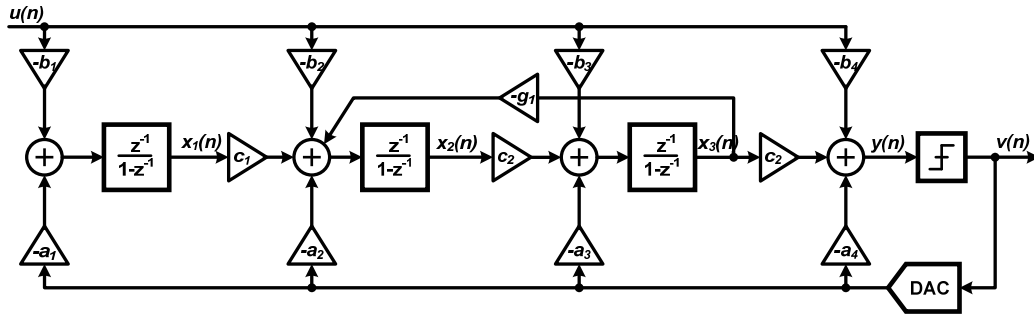 u(n)
-b1 -b2 -b3 -b4
-g1
x1(n) x2(n) x3(n) y(n) v(n)
+ z-1 c1 + z-1 c2 + z-1 c2 +
1-z-1 1-z-1 1-z-1
-a1 -a2 -a3 -a4
DAC